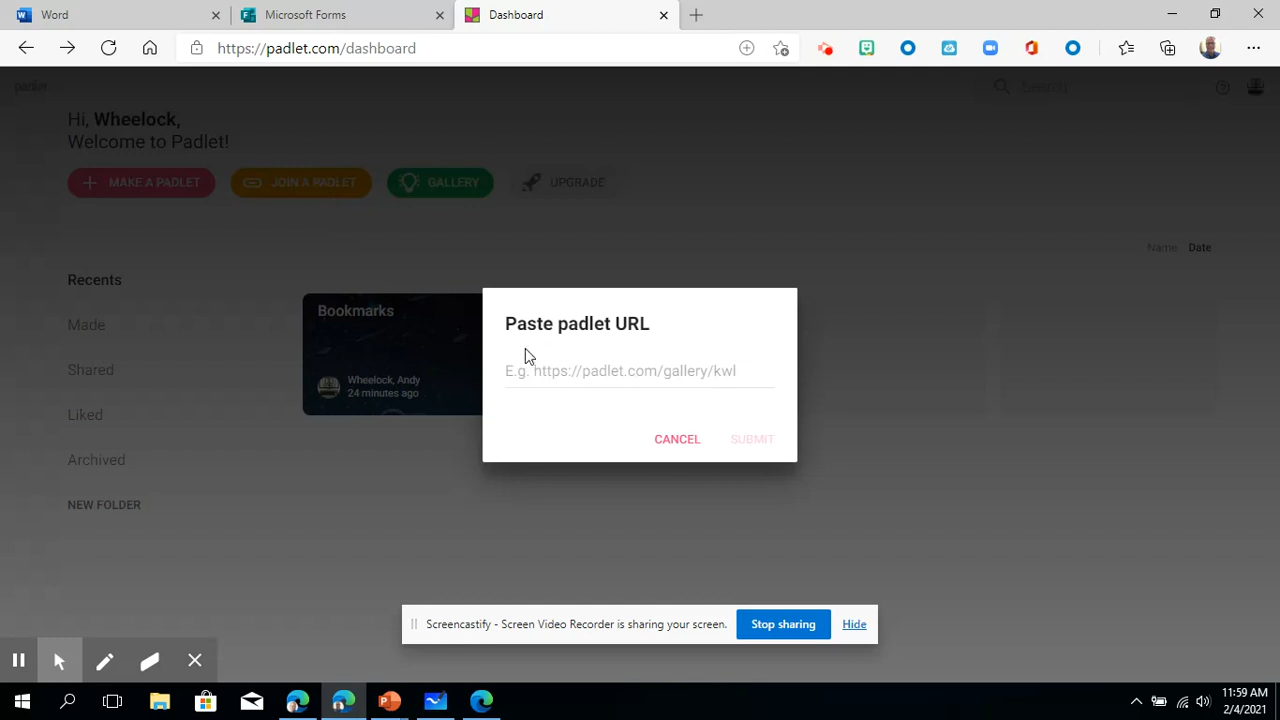 Word
Microsoft Forms
Dashboard
https://padlet.com/dashboard
padlet
Search
Hi, Wheelock,
Welcome to Padlet!
MAKE A PADLET
JOIN A PADLET
GALLERY
UPGRADE
Name Date
Recents
Made
Shared
Liked
Archived
NEW FOLDER
Bookmarks
Wheelock, Andy
24 minutes ago
Paste padlet URL
E.g. https://padlet.com/gallery/kwl
CANCEL SUBMIT
Screencastify - Screen Video Recorder is sharing your screen. Stop sharing Hide
11:59 AM
2/4/2021